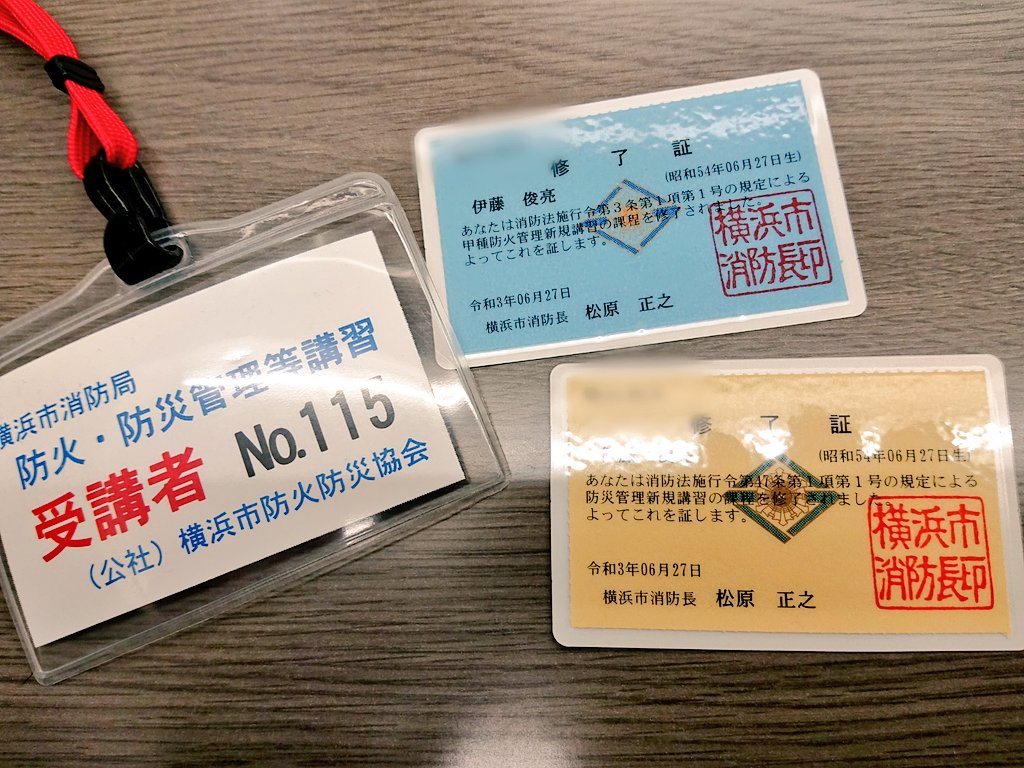 横浜市消防局
防火・防災管理等講習
受講者 No.115
(公社) 横浜市防火防災協会
修 了 証
(昭和54年06月27日生)
伊藤 俊亮
あなたは消防法施行令第3条第1項第1号の規定による
甲種防火管理新規講習の課程を修了されました。
よってこれを証します。
令和3年06月27日
横浜市消防長 松原 正之
横浜市
消防長印
修 了 証
(昭和54年06月27日生)
あなたは消防法施行令第47条第1項第1号の規定による
防災管理新規講習の課程を修了されました
よってこれを証します。
令和3年06月27日
横浜市消防長 松原 正之
横浜市
消防長印